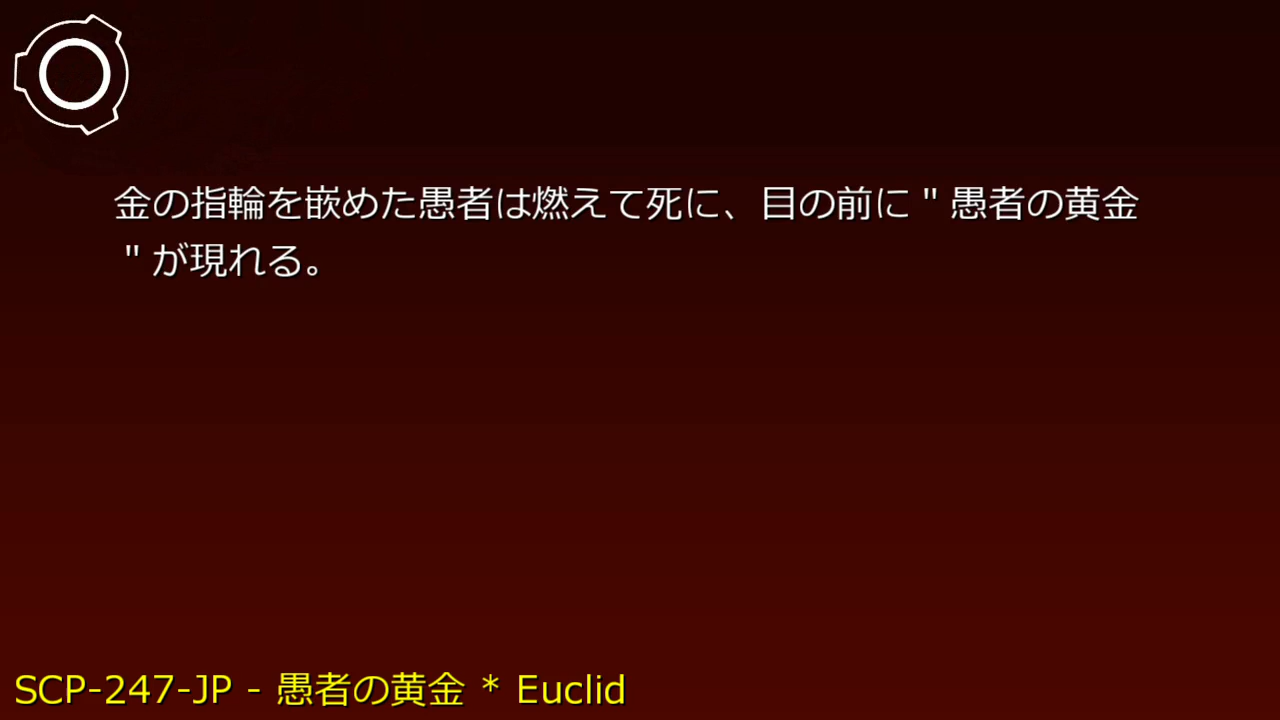 金の指輪を嵌めた愚者は燃えて死に、目の前に"愚者の黄金
"が現れる。
SCP-247-JP - 愚者の黄金 * Euclid